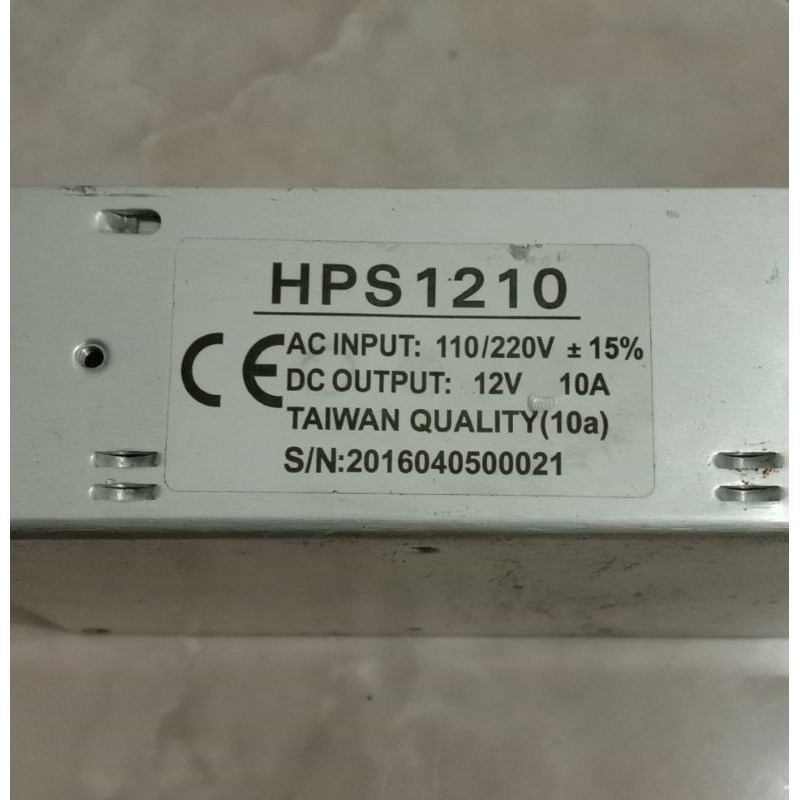 HPS1210
CE AC INPUT: 110/220V ± 15%
DC OUTPUT: 12V 10A
TAIWAN QUALITY(10a)
S/N:2016040500021